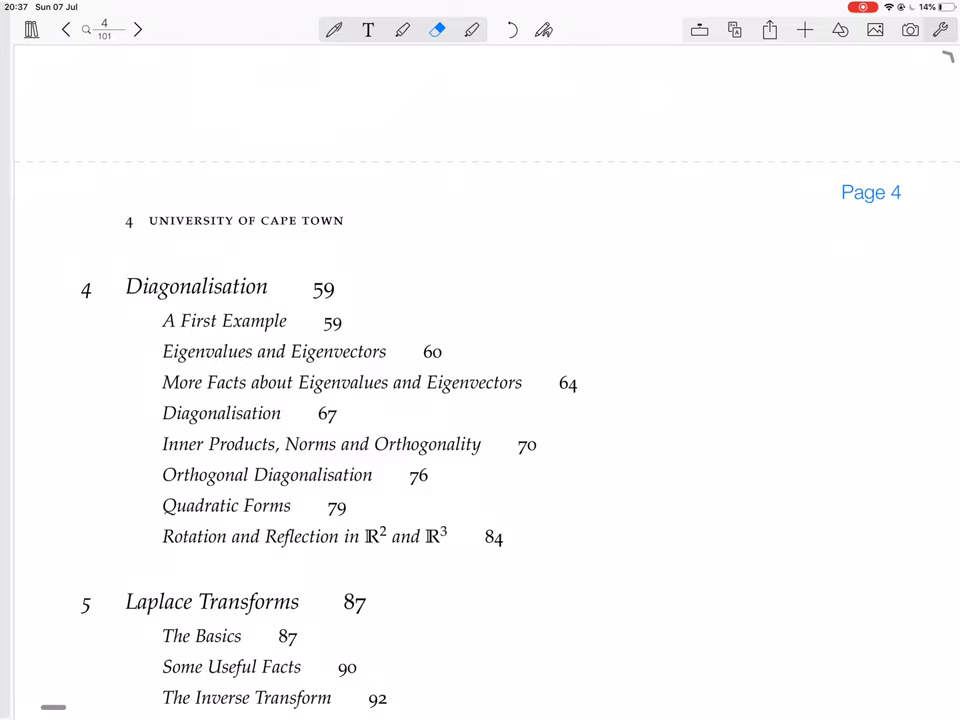 20:37 Sun 07 Jul 14%
4
101
T
Page 4
4 UNIVERSITY OF CAPE TOWN
4 Diagonalisation 59
A First Example 59
Eigenvalues and Eigenvectors 60
More Facts about Eigenvalues and Eigenvectors 64
Diagonalisation 67
Inner Products, Norms and Orthogonality 70
Orthogonal Diagonalisation 76
Quadratic Forms 79
Rotation and Reflection in ℝ² and ℝ³ 84
5 Laplace Transforms 87
The Basics 87
Some Useful Facts 90
The Inverse Transform 92